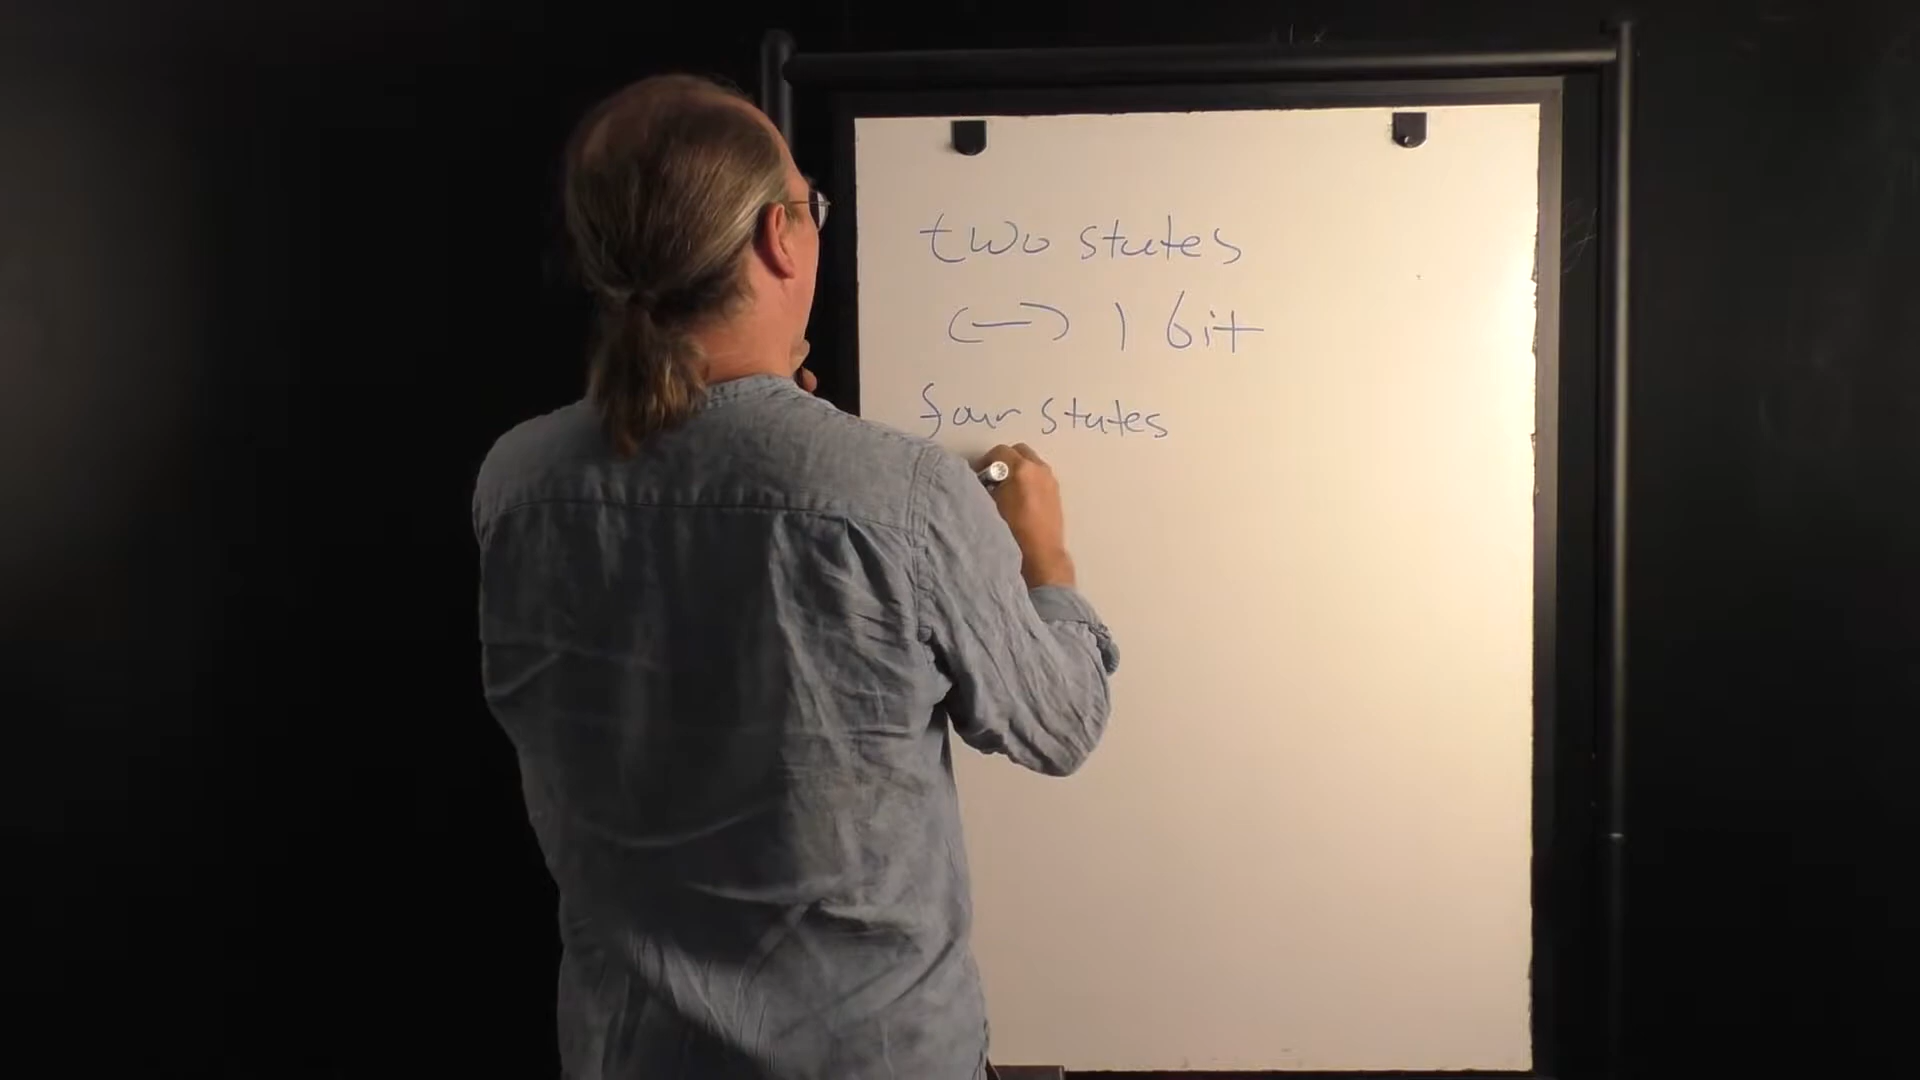 two states
↔ 1 bit
four states